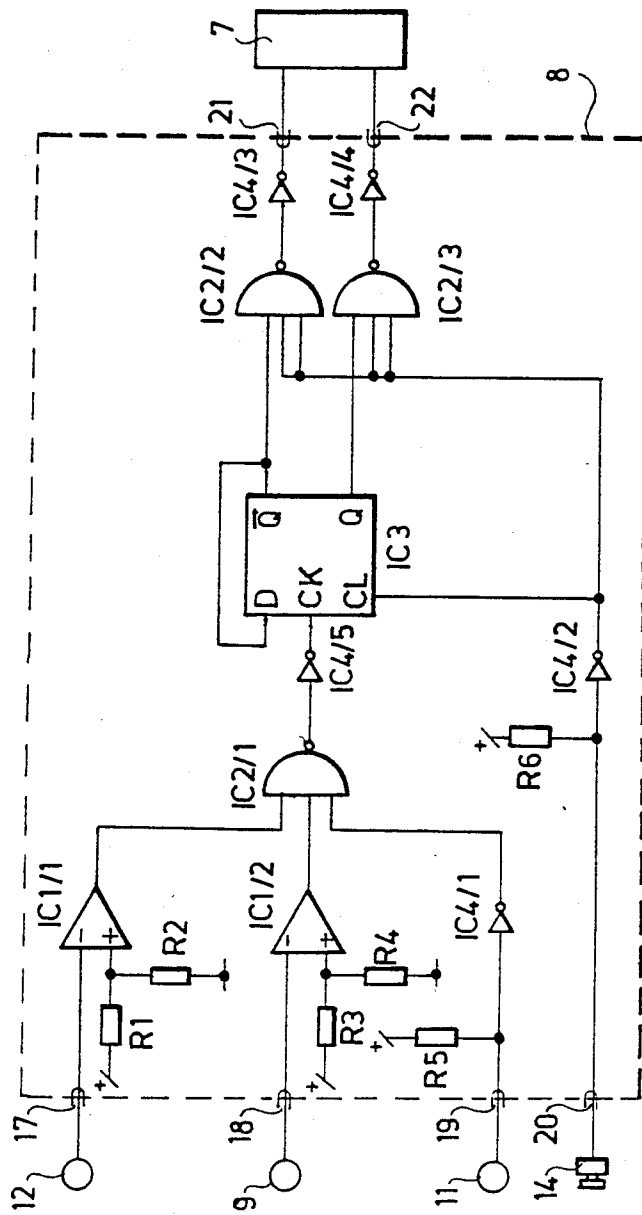 12
17
IC1/1
−
+
R1
+
R2
IC2/1
IC4/5
D
Q̅
CK
CL
Q
IC3
IC2/2
IC4/3
21
7
IC2/3
IC4/4
22
8
9
18
IC1/2
−
+
R3
+
R4
11
19
R5
+
IC4/1
14
20
R6
+
IC4/2